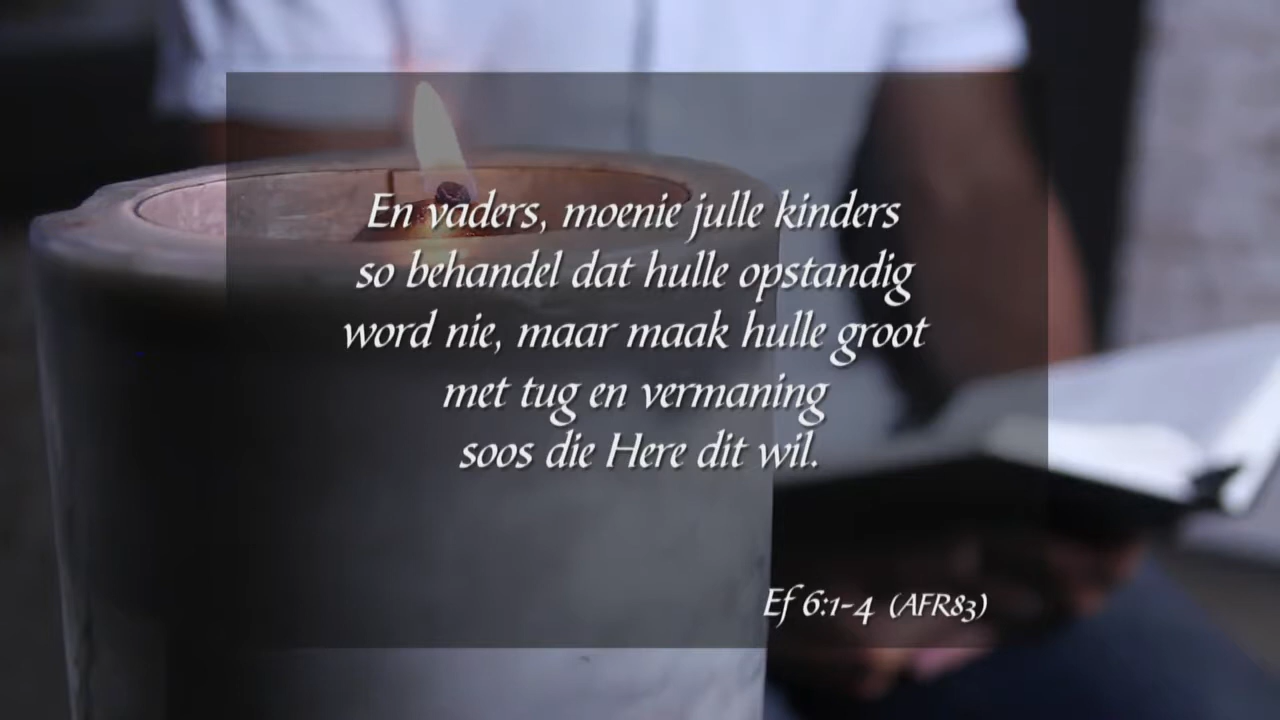 En vaders, moenie julle kinders
so behandel dat hulle opstandig
word nie, maar maak hulle groot
met tug en vermaning
soos die Here dit wil.
Ef 6:1-4 (AFR83)